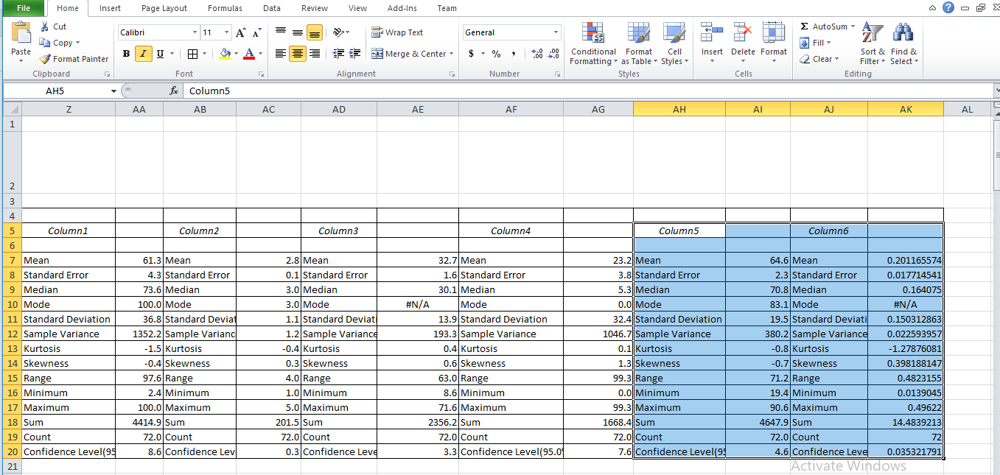 File Home Insert Page Layout Formulas Data Review View Add-Ins Team
Paste Cut Copy Format Painter Clipboard
Calibri 11 A A B I U A Font
Wrap Text Merge & Center Alignment
General $ % , .00 .0 Number
Conditional Formatting Format as Table Cell Styles Styles
Insert Delete Format Cells
Σ AutoSum Fill Clear Sort & Filter Find & Select Editing
AH5 fx Column5
Z AA AB AC AD AE AF AG AH AI AJ AK AL
1
2
3
4
5 Column1 Column2 Column3 Column4 Column5 Column6
6
7 Mean 61.3 Mean 2.8 Mean 32.7 Mean 23.2 Mean 64.6 Mean 0.201165574
8 Standard Error 4.3 Standard Error 0.1 Standard Error 1.6 Standard Error 3.8 Standard Error 2.3 Standard Error 0.017714541
9 Median 73.6 Median 3.0 Median 30.1 Median 5.3 Median 70.8 Median 0.164075
10 Mode 100.0 Mode 3.0 Mode #N/A Mode 0.0 Mode 83.1 Mode #N/A
11 Standard Deviation 36.8 Standard Deviat 1.1 Standard Deviati 13.9 Standard Deviation 32.4 Standard Deviation 19.5 Standard Deviati 0.150312863
12 Sample Variance 1352.2 Sample Varianc 1.2 Sample Variance 193.3 Sample Variance 1046.7 Sample Variance 380.2 Sample Variance 0.022593957
13 Kurtosis -1.5 Kurtosis -0.4 Kurtosis 0.4 Kurtosis 0.1 Kurtosis -0.8 Kurtosis -1.27876081
14 Skewness -0.4 Skewness 0.3 Skewness 0.6 Skewness 1.3 Skewness -0.7 Skewness 0.398188147
15 Range 97.6 Range 4.0 Range 63.0 Range 99.3 Range 71.2 Range 0.4823155
16 Minimum 2.4 Minimum 1.0 Minimum 8.6 Minimum 0.0 Minimum 19.4 Minimum 0.0139045
17 Maximum 100.0 Maximum 5.0 Maximum 71.6 Maximum 99.3 Maximum 90.6 Maximum 0.49622
18 Sum 4414.9 Sum 201.5 Sum 2356.2 Sum 1668.4 Sum 4647.9 Sum 14.4839213
19 Count 72.0 Count 72.0 Count 72.0 Count 72.0 Count 72.0 Count 72
20 Confidence Level(95 8.6 Confidence Lev 0.3 Confidence Leve 3.3 Confidence Level(95.0% 7.6 Confidence Level(95 4.6 Confidence Leve 0.035321791
21
Activate Windows